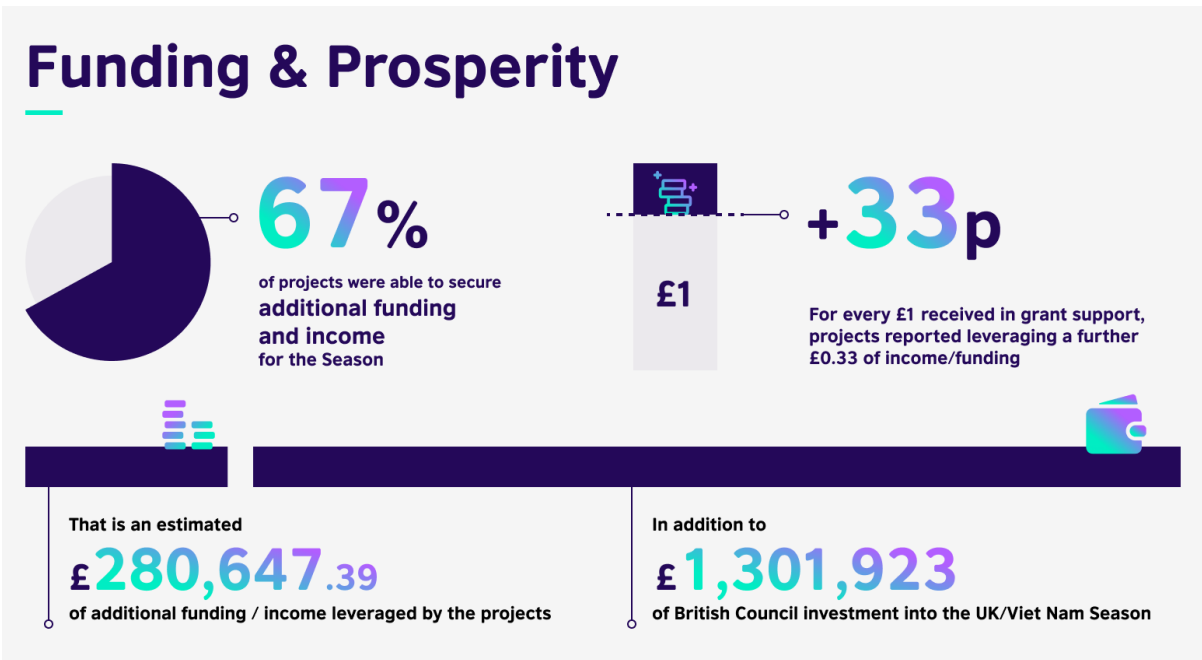 Funding & Prosperity
67%
of projects were able to secure
additional funding
and income
for the Season
£1
+33p
For every £1 received in grant support,
projects reported leveraging a further
£0.33 of income/funding
That is an estimated
£280,647.39
of additional funding / income leveraged by the projects
In addition to
£1,301,923
of British Council investment into the UK/Viet Nam Season